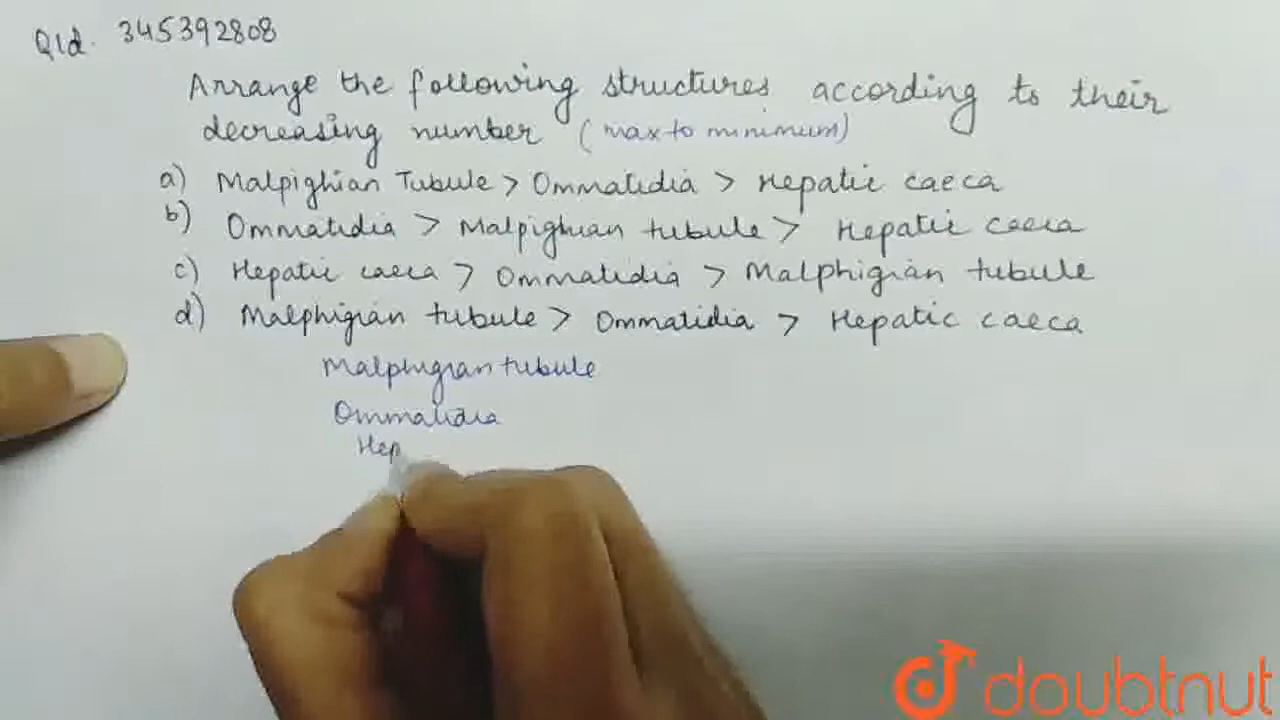 QId. 345392808
Arrange the following structures according to their
decreasing number (max to minimum)
a) Malpighian Tubule > Ommatidia > Hepatic caeca
b) Ommatidia > Malpighian tubule > Hepatic caeca
c) Hepatic caeca > Ommatidia > Malphigian tubule
d) Malphigian tubule > Ommatidia > Hepatic caeca
Malphigian tubule
Ommatidia
Hep
doubtnut